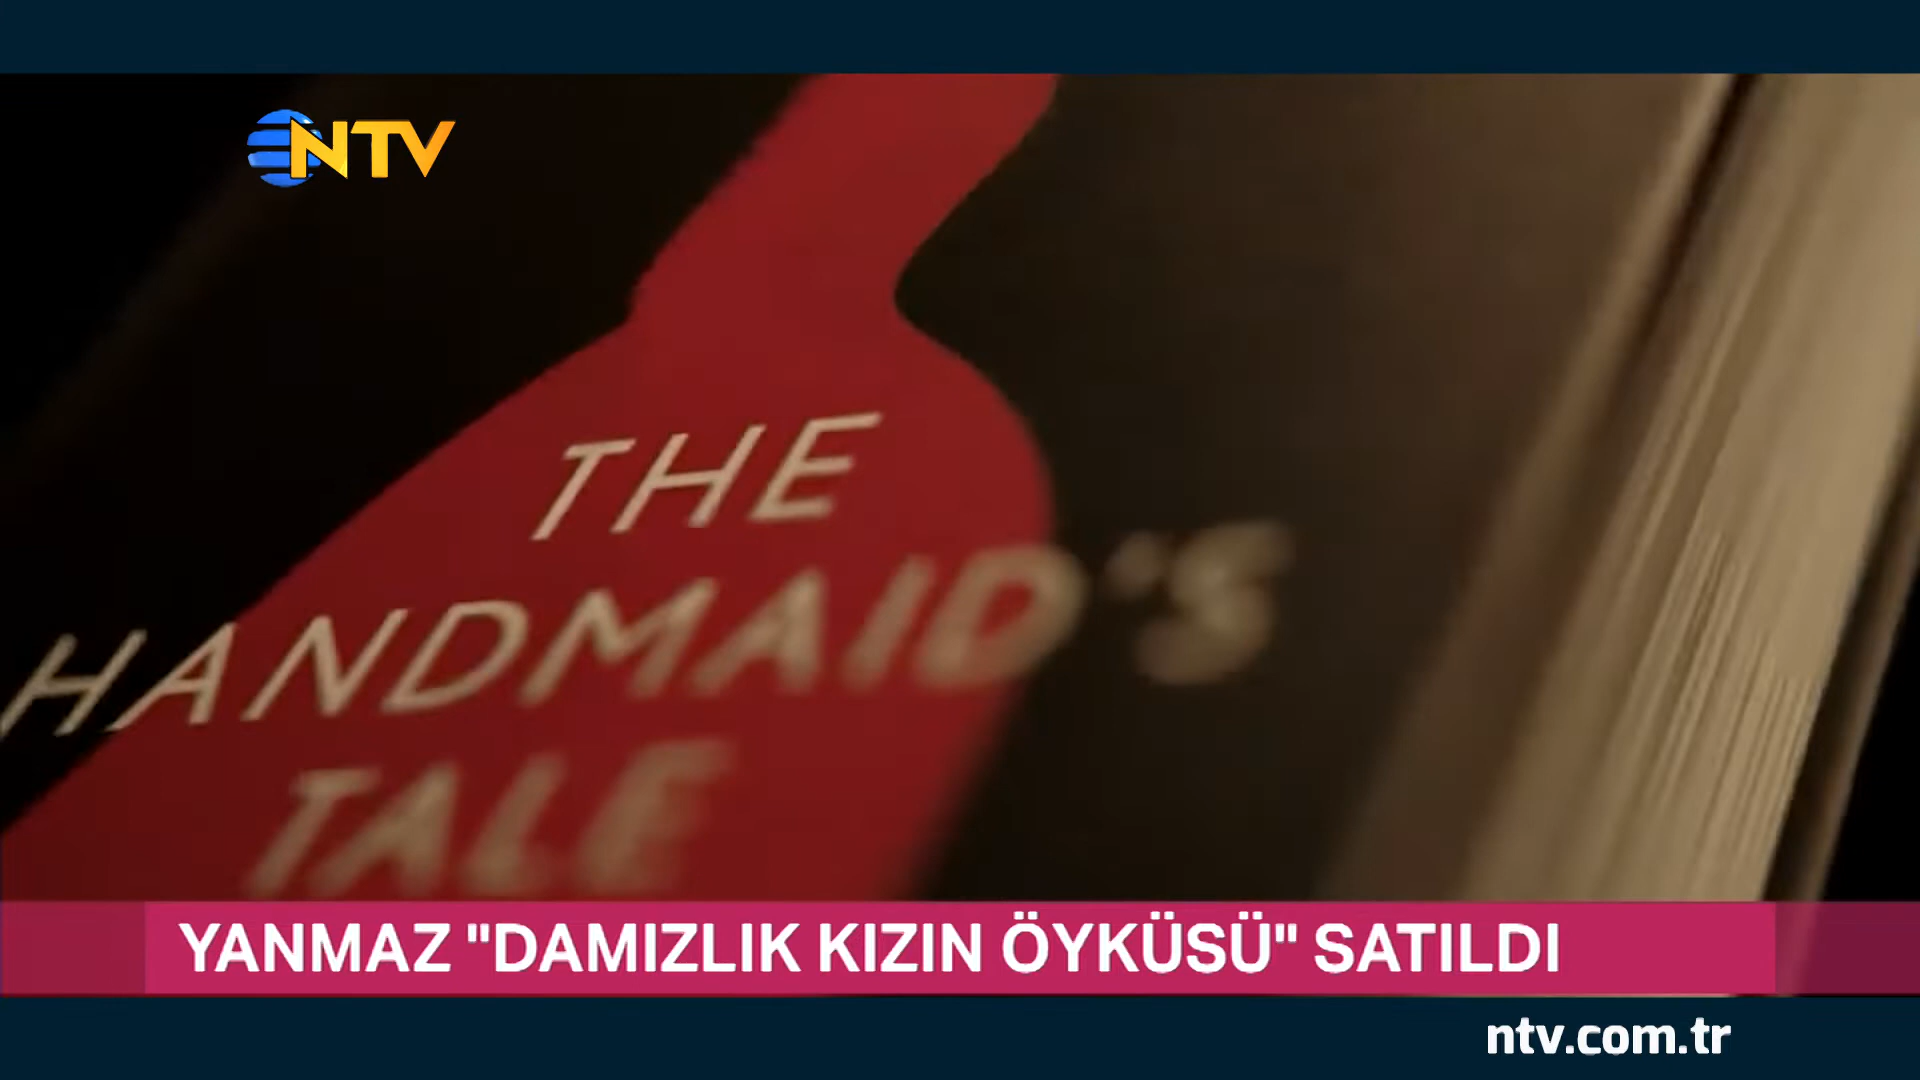 NTV
THE
HANDMAID'S
TALE
YANMAZ "DAMIZLIK KIZIN ÖYKÜSÜ" SATILDI
ntv.com.tr